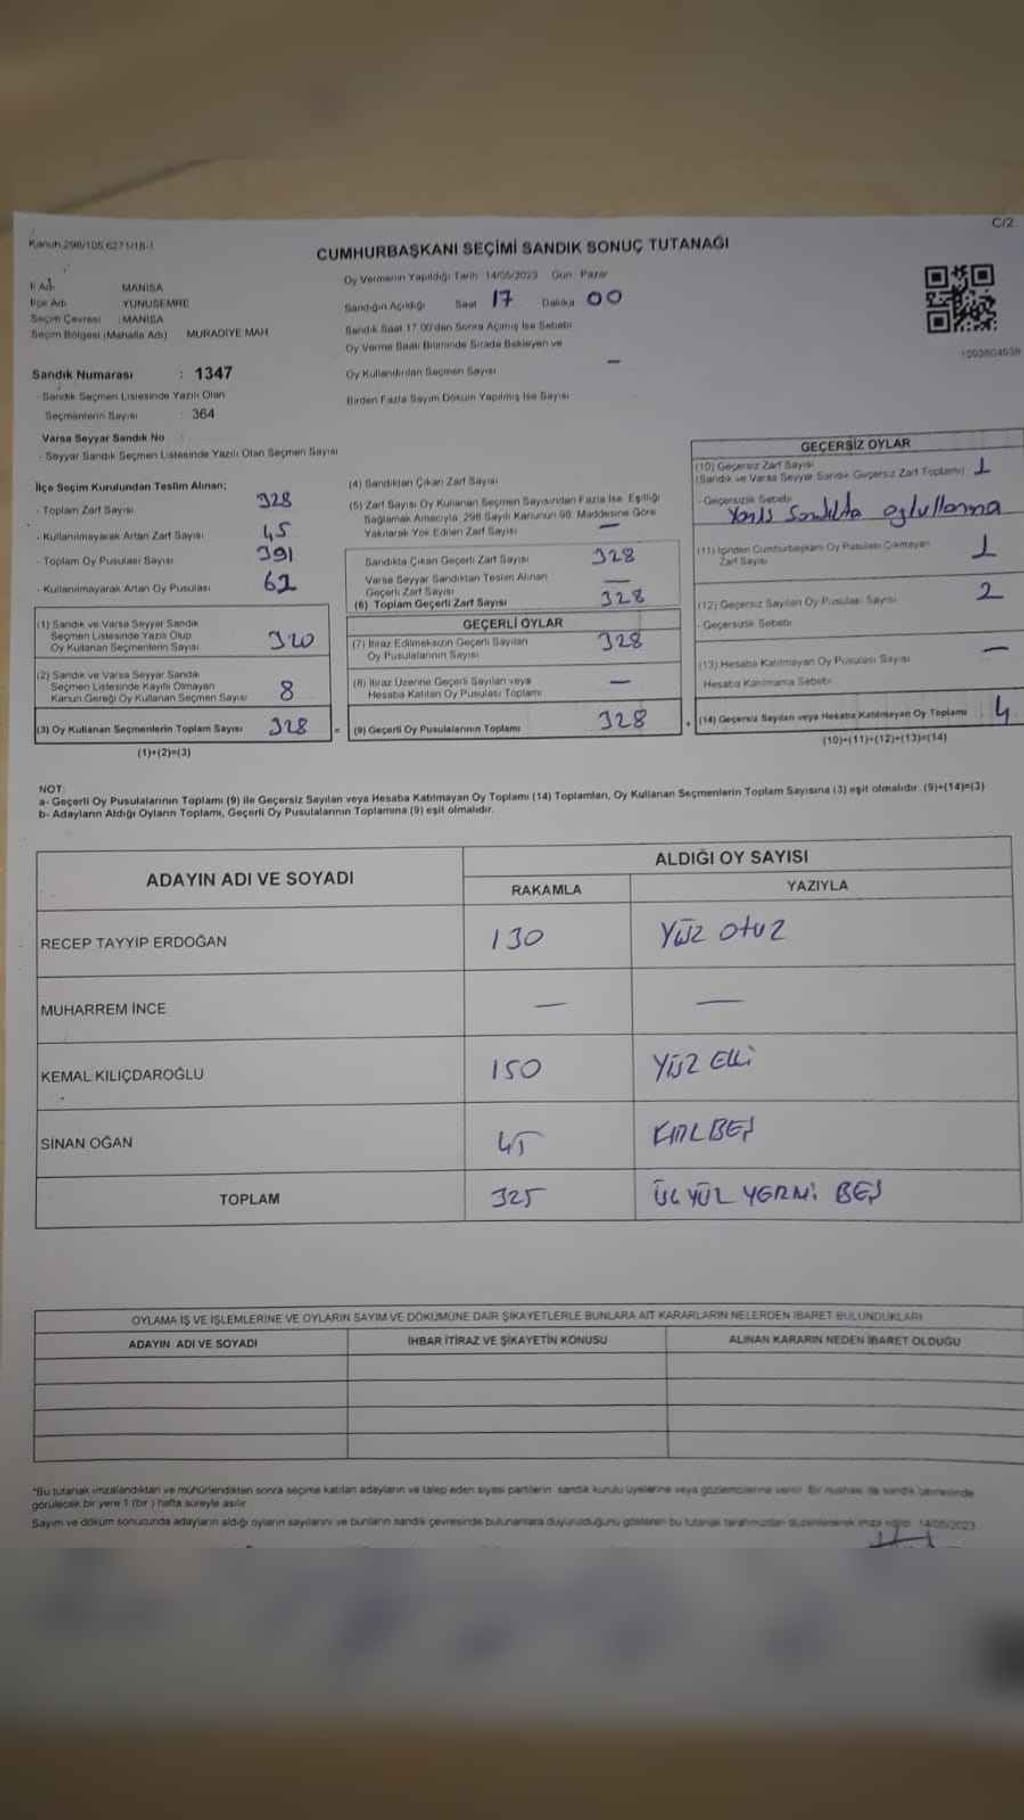 C/2
CUMHURBAŞKANI SEÇİMİ SANDIK SONUÇ TUTANAĞI
Oy Vermenin Yapıldığı Tarih 14/05/2023 Gün Pazar
İl Adı MANİSA
İlçe Adı YUNUSEMRE
Seçim Çevresi MANİSA
Seçim Bölgesi (Mahalle Adı) MURADİYE MAH
Sandığın Açıldığı Saat 17 Dakika 00
Sandık Saat 17.00'den Sonra Açılmış İse Sebebi
Oy Verme Saati Bitiminde Sırada Bekleyen ve
Oy Kullandırılan Seçmen Sayısı —
Birden Fazla Sayım Döküm Yapılmış İse Sayısı
Sandık Numarası : 1347
- Sandık Seçmen Listesinde Yazılı Olan
Seçmenlerin Sayısı : 364
Varsa Seyyar Sandık No
- Seyyar Sandık Seçmen Listesinde Yazılı Olan Seçmen Sayısı
İlçe Seçim Kurulundan Teslim Alınan;
- Toplam Zarf Sayısı 328
- Kullanılmayarak Artan Zarf Sayısı 45
- Toplam Oy Pusulası Sayısı 391
- Kullanılmayarak Artan Oy Pusulası 62
(1) Sandık ve Varsa Seyyar Sandık
Seçmen Listesinde Yazılı Olup
Oy Kullanan Seçmenlerin Sayısı 320
(2) Sandık ve Varsa Seyyar Sandık
Seçmen Listesinde Kayıtlı Olmayan
Kanun Gereği Oy Kullanan Seçmen Sayısı 8
(3) Oy Kullanan Seçmenlerin Toplam Sayısı 328 =
(1)+(2)=(3)
(4) Sandıktan Çıkan Zarf Sayısı
(5) Zarf Sayısı Oy Kullanan Seçmen Sayısından Fazla İse, Eşitliği
Sağlamak Amacıyla, 298 Sayılı Kanunun 98. Maddesine Göre
Yakılarak Yok Edilen Zarf Sayısı —
Sandıkta Çıkan Geçerli Zarf Sayısı 328
Varsa Seyyar Sandıktan Teslim Alınan
Geçerli Zarf Sayısı —
(6) Toplam Geçerli Zarf Sayısı 328
GEÇERLİ OYLAR
(7) İtiraz Edilmeksizin Geçerli Sayılan
Oy Pusulalarının Sayısı 328
(8) İtiraz Üzerine Geçerli Sayılan veya
Hesaba Katılan Oy Pusulası Toplamı —
(9) Geçerli Oy Pusulalarının Toplamı 328 +
GEÇERSİZ OYLAR
(10) Geçersiz Zarf Sayısı
(Sandık ve Varsa Seyyar Sandık Geçersiz Zarf Toplamı) 1
- Geçersizlik Sebebi
Yanlış Sandıkta
(11) İçinden Cumhurbaşkanı Oy Pusulası Çıkmayan
Zarf Sayısı 1
(12) Geçersiz Sayılan Oy Pusulası Sayısı 2
- Geçersizlik Sebebi
(13) Hesaba Katılmayan Oy Pusulası Sayısı —
Hesaba Katılmama Sebebi
(14) Geçersiz Sayılan veya Hesaba Katılmayan Oy Toplamı 4
(10)+(11)+(12)+(13)=(14)
NOT:
a- Geçerli Oy Pusulalarının Toplamı (9) ile Geçersiz Sayılan veya Hesaba Katılmayan Oy Toplamı (14) Toplamları, Oy Kullanan Seçmenlerin Toplam Sayısına (3) eşit olmalıdır. (9)+(14)=(3)
b- Adayların Aldığı Oyların Toplamı, Geçerli Oy Pusulalarının Toplamına (9) eşit olmalıdır.
ADAYIN ADI VE SOYADI
ALDIĞI OY SAYISI
RAKAMLA YAZIYLA
RECEP TAYYİP ERDOĞAN 130 YÜZ OTUZ
MUHARREM İNCE — —
KEMAL KILIÇDAROĞLU 150 YÜZ Elli
SİNAN OĞAN 45 KIRK BEŞ
TOPLAM 325 ÜÇ YÜZ YERMİ BEŞ
OYLAMA İŞ VE İŞLEMLERİNE VE OYLARIN SAYIM VE DÖKÜMÜNE DAİR ŞİKAYETLERLE BUNLARA AİT KARARLARIN NELERDEN İBARET BULUNDUKLARI
ADAYIN ADI VE SOYADI İHBAR İTİRAZ VE ŞİKAYETİN KONUSU ALINAN KARARIN NEDEN İBARET OLDUĞU
*Bu tutanak imzalandıktan ve mühürlendikten sonra seçime katılan adayların ve talep eden siyasi partilerin sandık kurulu üyelerine veya gözlemcilerine verilir. Bir nüshası da sandık çevresinde
görülecek bir yere 1 (bir) hafta süreyle asılır
Sayım ve döküm sonucunda adayların aldığı oyların sayılarını ve bunların sandık çevresinde bulunanlara duyurulduğunu gösteren bu tutanak tarafımızdan düzenlenerek imza edildi 14/05/2023